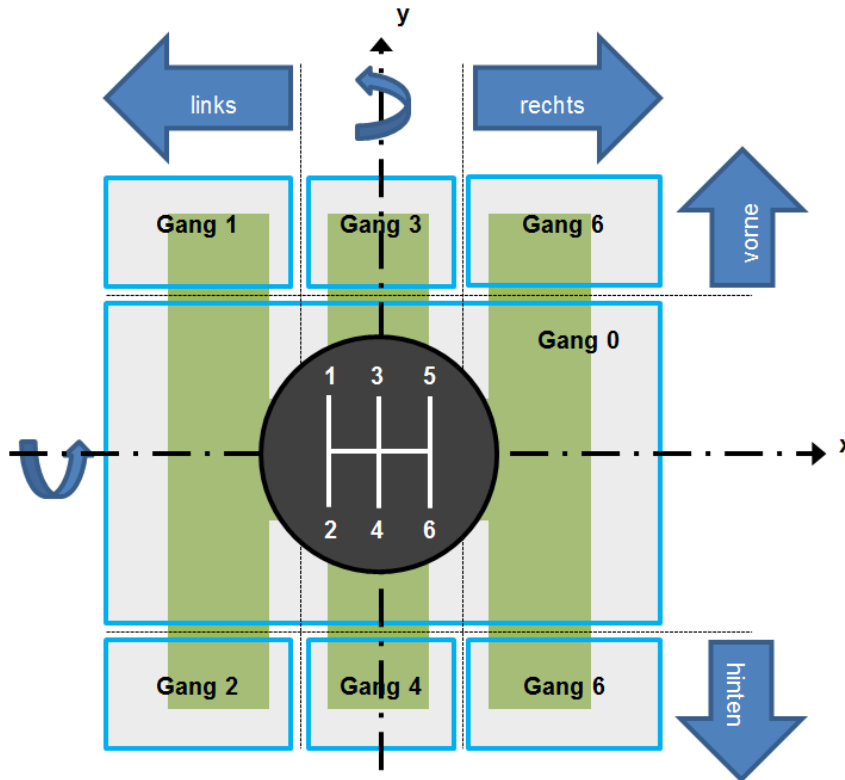 y
links
rechts
Gang 1
Gang 3
Gang 6
vorne
Gang 0
1 3 5
x
2 4 6
Gang 2
Gang 4
Gang 6
hinten